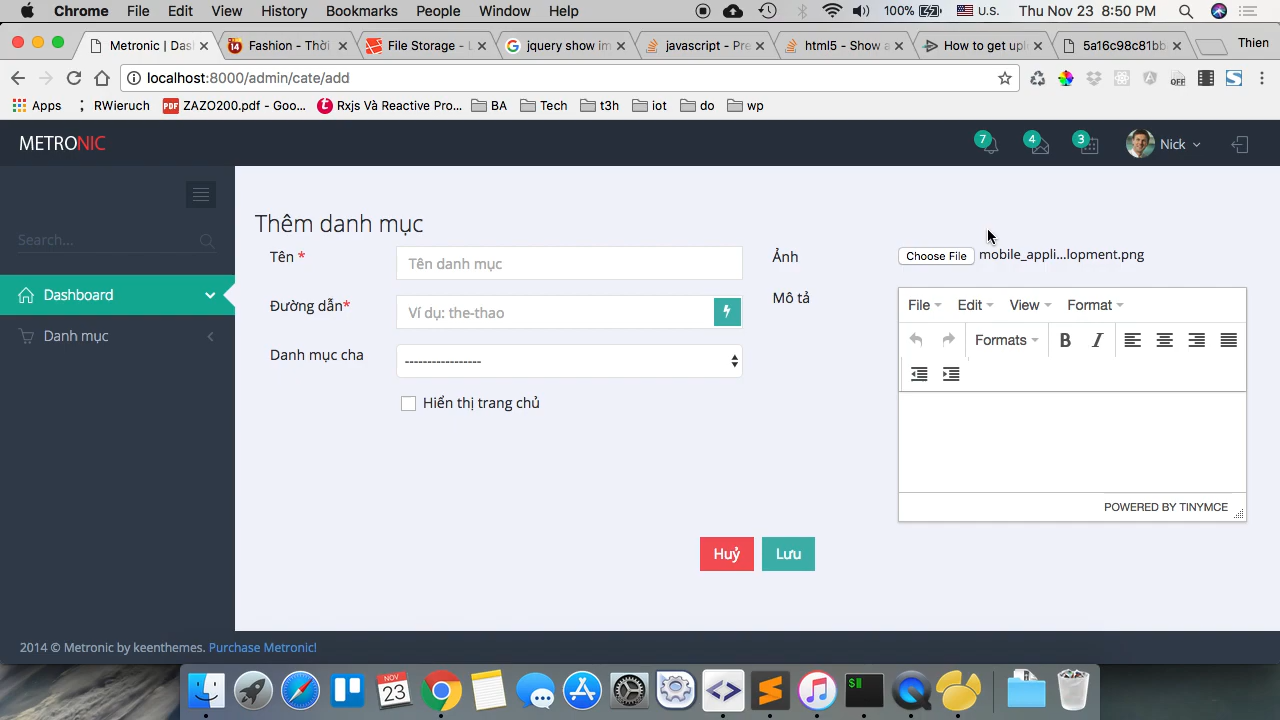 Chrome File Edit View History Bookmarks People Window Help 100% U.S. Thu Nov 23 8:50 PM
Metronic | Das Fashion - Thời File Storage - L jquery show im javascript - Pre html5 - Show a How to get upl 5a16c98c81bb Thien
localhost:8000/admin/cate/add
Apps RWieruch ZAZO200.pdf - Goo... Rxjs Và Reactive Pro... BA Tech t3h iot do wp
METRONIC 7 4 3 Nick
Search...
Dashboard
Danh mục
Thêm danh mục
Tên * Tên danh mục
Đường dẫn* Ví dụ: the-thao
Danh mục cha -----------------
Hiển thị trang chủ
Ảnh Choose File mobile_appli...lopment.png
Mô tả
File Edit View Format
Formats B I
POWERED BY TINYMCE
Huỷ Lưu
2014 © Metronic by keenthemes. Purchase Metronic!
NOV
23